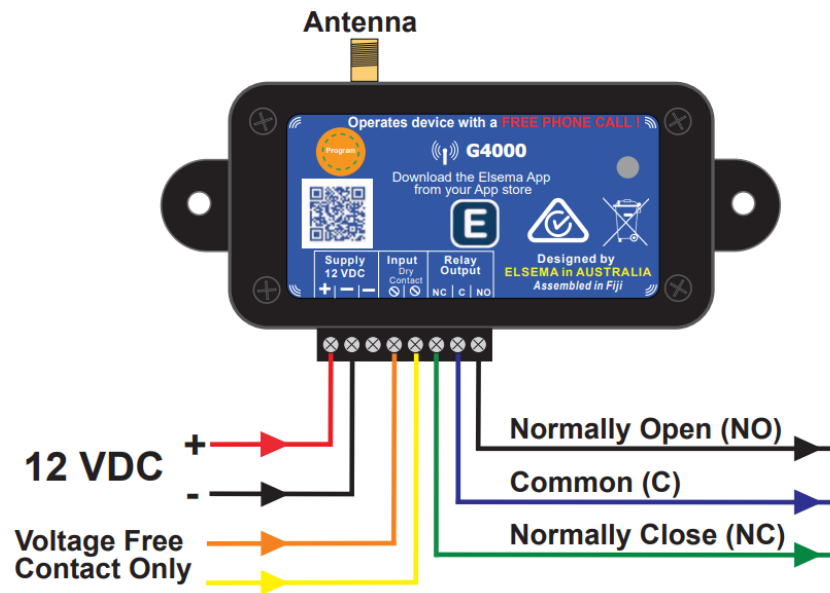 Antenna
Operates device with a FREE PHONE CALL !
Program
G4000
Download the Elsema App
from your App store
E
Supply
12 VDC
+ | − | −
Input
Dry
Contact
Relay
Output
NC | C | NO
Designed by
ELSEMA in AUSTRALIA
Assembled in Fiji
12 VDC
+
-
Voltage Free
Contact Only
Normally Open (NO)
Common (C)
Normally Close (NC)